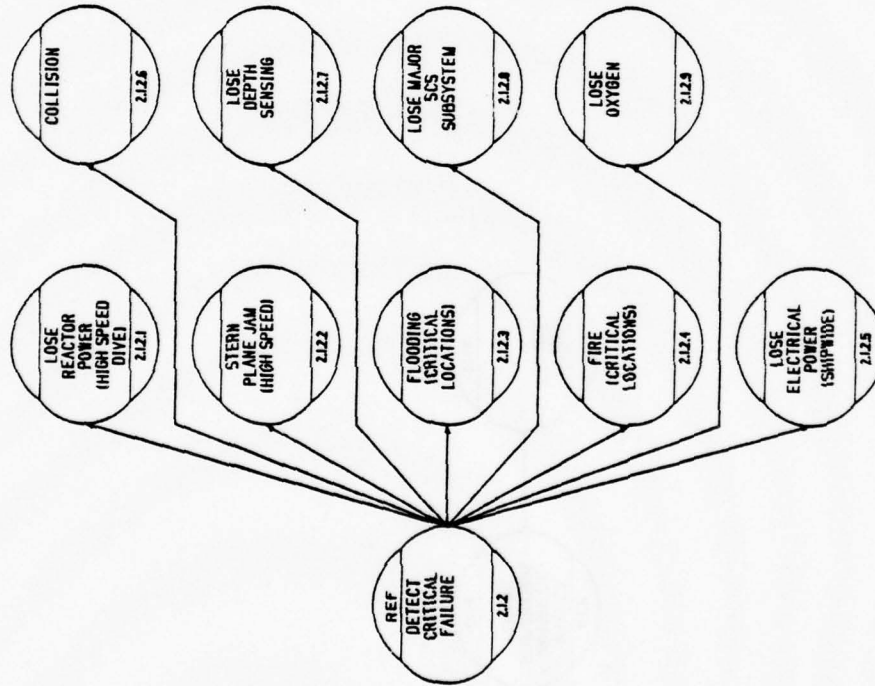 REF
DETECT
CRITICAL
FAILURE
2.1.2
LOSE
REACTOR
POWER
(HIGH SPEED
DIVE)
2.1.2.1
STERN
PLANE JAM
(HIGH SPEED)
2.1.2.2
FLOODING
(CRITICAL
LOCATIONS)
2.1.2.3
FIRE
(CRITICAL
LOCATIONS)
2.1.2.4
LOSE
ELECTRICAL
POWER
(SHIPWIDE)
2.1.2.5
COLLISION
2.1.2.6
LOSE
DEPTH
SENSING
2.1.2.7
LOSE MAJOR
SCS
SUBSYSTEM
2.1.2.8
LOSE
OXYGEN
2.1.2.9